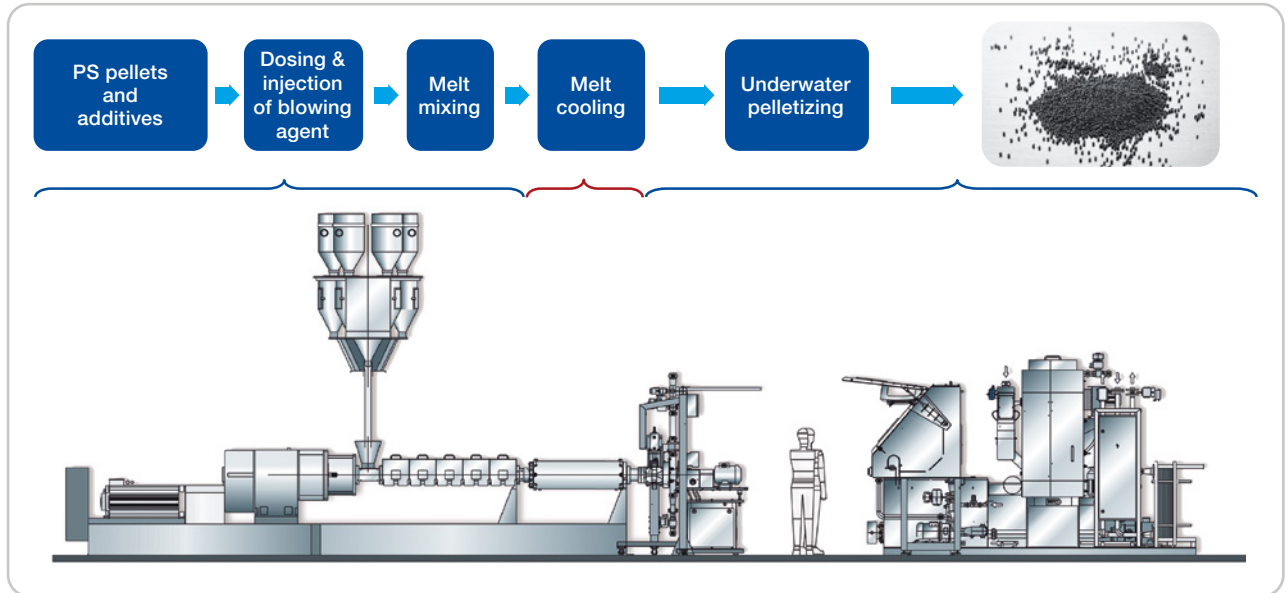 PS pellets
and
additives
Dosing &
injection
of blowing
agent
Melt
mixing
Melt
cooling
Underwater
pelletizing